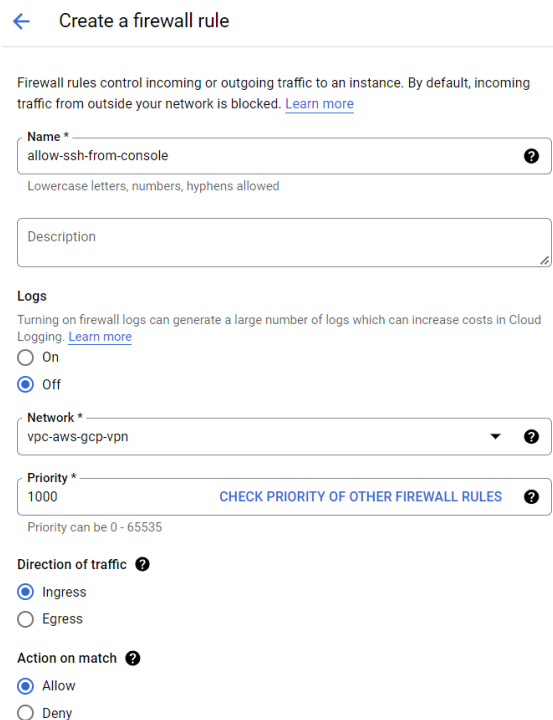 Create a firewall rule
Firewall rules control incoming or outgoing traffic to an instance. By default, incoming
traffic from outside your network is blocked. Learn more
Name *
allow-ssh-from-console
Lowercase letters, numbers, hyphens allowed
Description
Logs
Turning on firewall logs can generate a large number of logs which can increase costs in Cloud
Logging. Learn more
On
Off
Network *
vpc-aws-gcp-vpn
Priority *
1000 CHECK PRIORITY OF OTHER FIREWALL RULES
Priority can be 0 - 65535
Direction of traffic
Ingress
Egress
Action on match
Allow
Deny